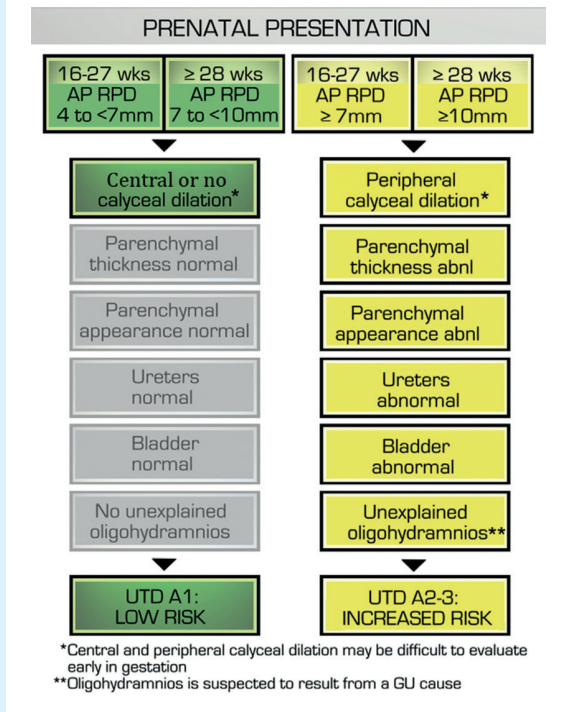 PRENATAL PRESENTATION
16-27 wks
AP RPD
4 to <7mm
≥ 28 wks
AP RPD
7 to <10mm
16-27 wks
AP RPD
≥ 7mm
≥ 28 wks
AP RPD
≥10mm
Central or no
calyceal dilation*
Parenchymal
thickness normal
Parenchymal
appearance normal
Ureters
normal
Bladder
normal
No unexplained
oligohydramnios
UTD A1:
LOW RISK
Peripheral
calyceal dilation*
Parenchymal
thickness abnl
Parenchymal
appearance abnl
Ureters
abnormal
Bladder
abnormal
Unexplained
oligohydramnios**
UTD A2-3:
INCREASED RISK
*Central and peripheral calyceal dilation may be difficult to evaluate
early in gestation
**Oligohydramnios is suspected to result from a GU cause